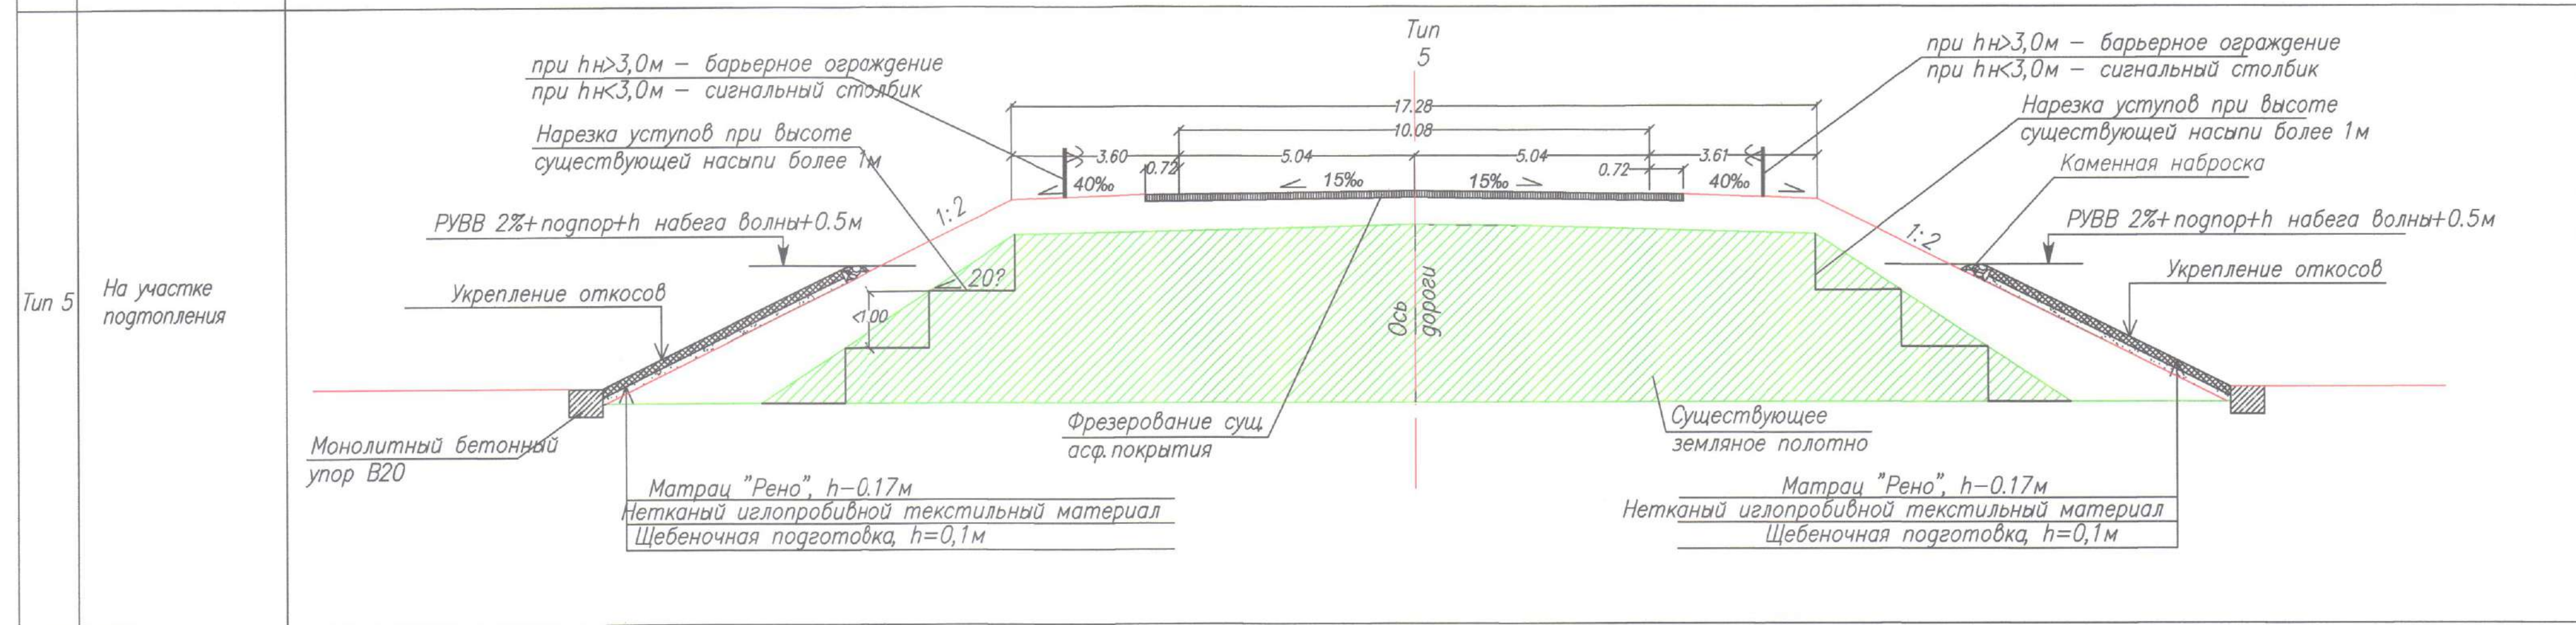 Тип 5
На участке
подтопления
Тип
5
при hн>3,0м – барьерное ограждение
при hн<3,0м – сигнальный столбик
Нарезка уступов при высоте
существующей насыпи более 1м
РУВВ 2%+подпор+h набега волны+0.5м
Укрепление откосов
Монолитный бетонный
упор В20
Матрац "Рено", h–0.17м
Нетканый иглопробивной текстильный материал
Щебеночная подготовка, h=0,1м
17.28
10.08
3.60
5.04
5.04
3.61
0.72
0.72
40‰
15‰
15‰
40‰
1:2
1:2
20?
<1.00
Ось
дороги
Фрезерование сущ.
асф.покрытия
Существующее
земляное полотно
при hн>3,0м – барьерное ограждение
при hн<3,0м – сигнальный столбик
Нарезка уступов при высоте
существующей насыпи более 1м
Каменная наброска
РУВВ 2%+подпор+h набега волны+0.5м
Укрепление откосов
Матрац "Рено", h–0.17м
Нетканый иглопробивной текстильный материал
Щебеночная подготовка, h=0,1м